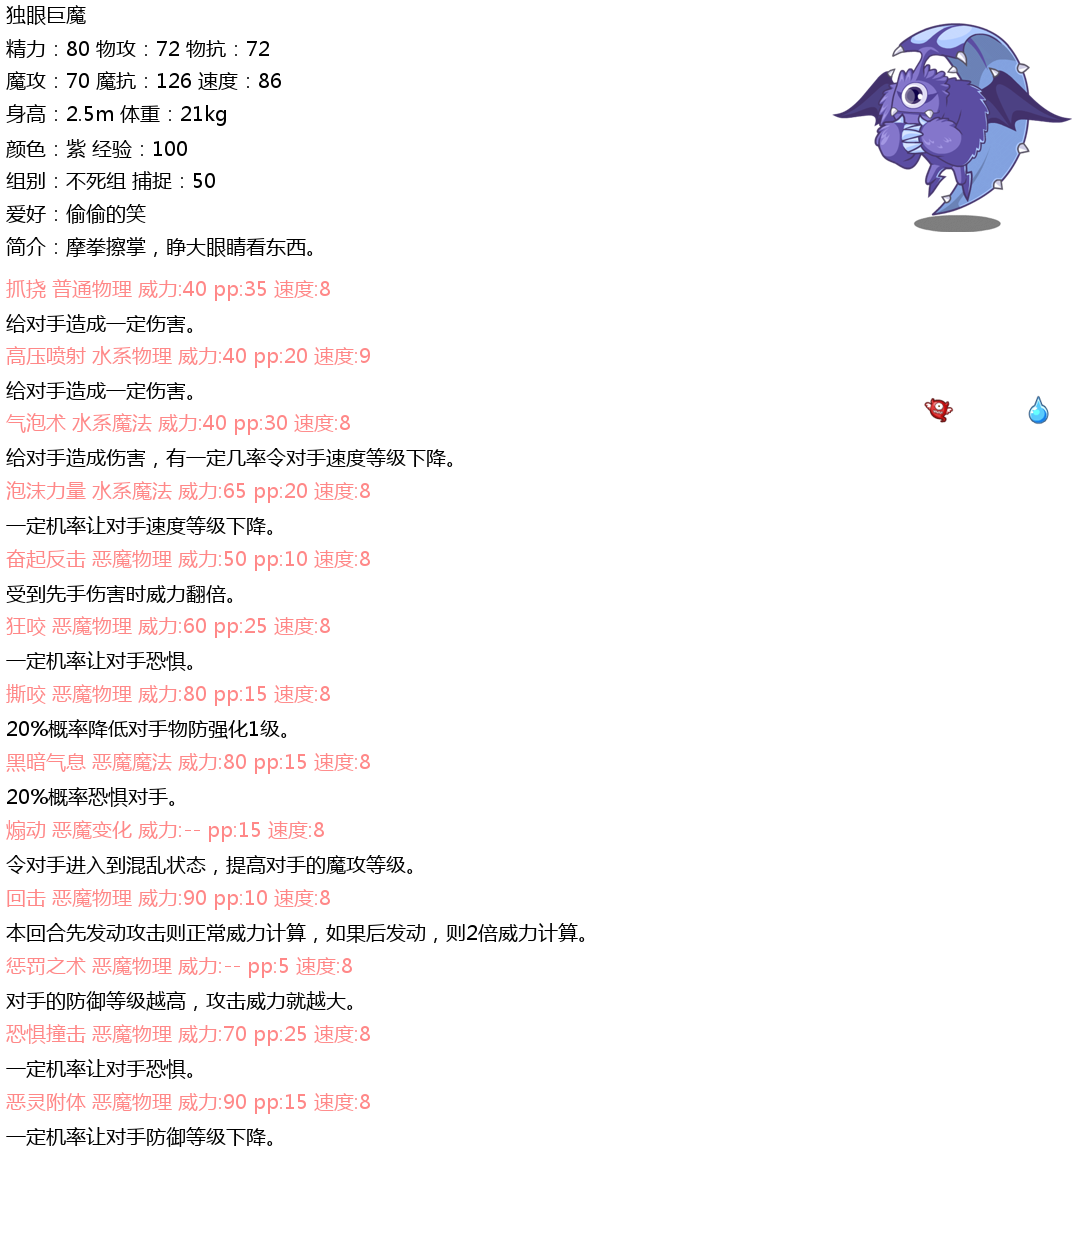 独眼巨魔
精力：80 物攻：72 物抗：72
魔攻：70 魔抗：126 速度：86
身高：2.5m 体重：21kg
颜色：紫 经验：100
组别：不死组 捕捉：50
爱好：偷偷的笑
简介：摩拳擦掌，睁大眼睛看东西。
抓挠 普通物理 威力:40 pp:35 速度:8
给对手造成一定伤害。
高压喷射 水系物理 威力:40 pp:20 速度:9
给对手造成一定伤害。
气泡术 水系魔法 威力:40 pp:30 速度:8
给对手造成伤害，有一定几率令对手速度等级下降。
泡沫力量 水系魔法 威力:65 pp:20 速度:8
一定机率让对手速度等级下降。
奋起反击 恶魔物理 威力:50 pp:10 速度:8
受到先手伤害时威力翻倍。
狂咬 恶魔物理 威力:60 pp:25 速度:8
一定机率让对手恐惧。
撕咬 恶魔物理 威力:80 pp:15 速度:8
20%概率降低对手物防强化1级。
黑暗气息 恶魔魔法 威力:80 pp:15 速度:8
20%概率恐惧对手。
煽动 恶魔变化 威力:-- pp:15 速度:8
令对手进入到混乱状态，提高对手的魔攻等级。
回击 恶魔物理 威力:90 pp:10 速度:8
本回合先发动攻击则正常威力计算，如果后发动，则2倍威力计算。
惩罚之术 恶魔物理 威力:-- pp:5 速度:8
对手的防御等级越高，攻击威力就越大。
恐惧撞击 恶魔物理 威力:70 pp:25 速度:8
一定机率让对手恐惧。
恶灵附体 恶魔物理 威力:90 pp:15 速度:8
一定机率让对手防御等级下降。